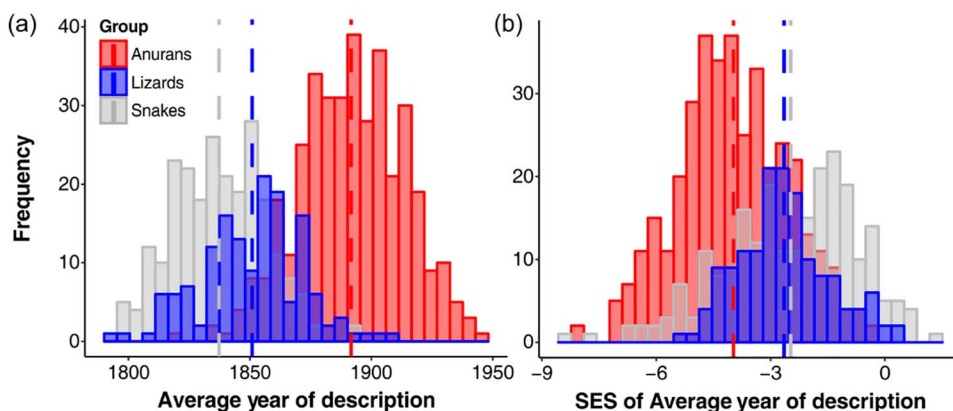 (a)
Group
Anurans
Lizards
Snakes
Frequency
40
30
20
10
0
1800 1850 1900 1950
Average year of description
(b)
30
20
10
0
-9 -6 -3 0
SES of Average year of description